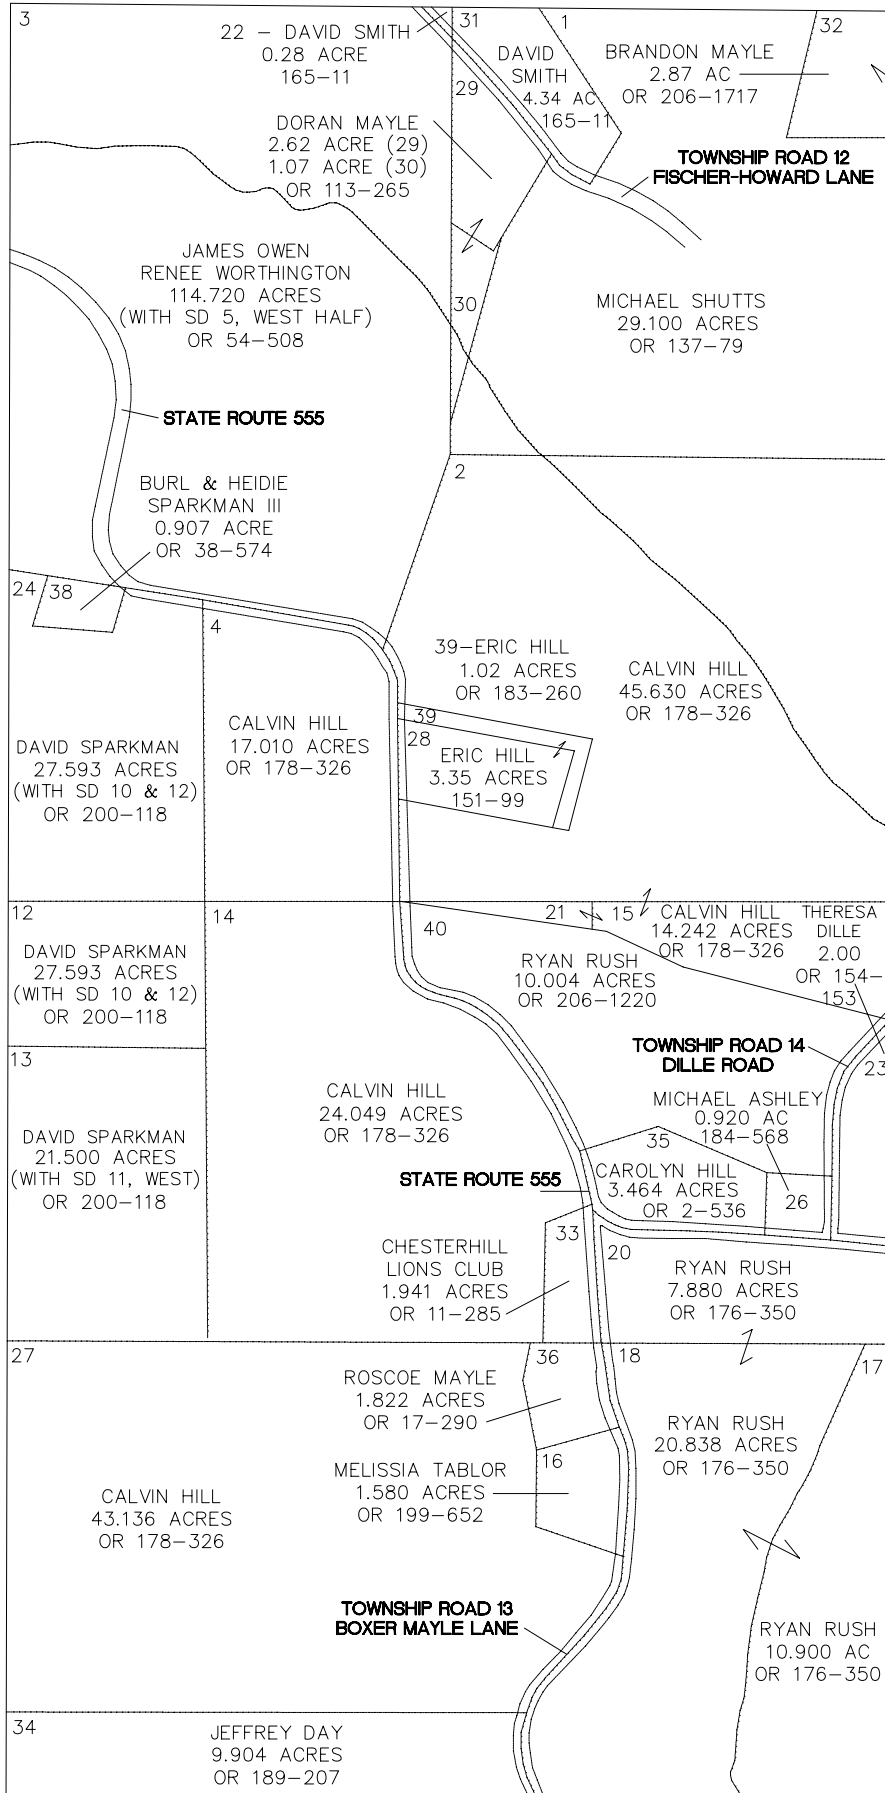 3
22 - DAVID SMITH
0.28 ACRE
165-11
31
1
32
DAVID
SMITH
4.34 AC
165-11
BRANDON MAYLE
2.87 AC
OR 206-1717
29
DORAN MAYLE
2.62 ACRE (29)
1.07 ACRE (30)
OR 113-265
TOWNSHIP ROAD 12
FISCHER-HOWARD LANE
JAMES OWEN
RENEE WORTHINGTON
114.720 ACRES
(WITH SD 5, WEST HALF)
OR 54-508
30
MICHAEL SHUTTS
29.100 ACRES
OR 137-79
STATE ROUTE 555
2
BURL & HEIDIE
SPARKMAN III
0.907 ACRE
OR 38-574
24
38
4
39-ERIC HILL
1.02 ACRES
OR 183-260
CALVIN HILL
45.630 ACRES
OR 178-326
39
28
CALVIN HILL
17.010 ACRES
OR 178-326
DAVID SPARKMAN
27.593 ACRES
(WITH SD 10 & 12)
OR 200-118
ERIC HILL
3.35 ACRES
151-99
12
14
40
21
15
CALVIN HILL
14.242 ACRES
OR 178-326
THERESA
DILLE
2.00
OR 154-
153
DAVID SPARKMAN
27.593 ACRES
(WITH SD 10 & 12)
OR 200-118
RYAN RUSH
10.004 ACRES
OR 206-1220
13
TOWNSHIP ROAD 14
DILLE ROAD
23
CALVIN HILL
24.049 ACRES
OR 178-326
MICHAEL ASHLEY
0.920 AC
184-568
35
DAVID SPARKMAN
21.500 ACRES
(WITH SD 11, WEST)
OR 200-118
STATE ROUTE 555
CAROLYN HILL
3.464 ACRES
OR 2-536
26
33
20
CHESTERHILL
LIONS CLUB
1.941 ACRES
OR 11-285
RYAN RUSH
7.880 ACRES
OR 176-350
27
36
18
17
ROSCOE MAYLE
1.822 ACRES
OR 17-290
RYAN RUSH
20.838 ACRES
OR 176-350
16
MELISSIA TABLOR
1.580 ACRES
OR 199-652
CALVIN HILL
43.136 ACRES
OR 178-326
TOWNSHIP ROAD 13
BOXER MAYLE LANE
RYAN RUSH
10.900 AC
OR 176-350
34
JEFFREY DAY
9.904 ACRES
OR 189-207